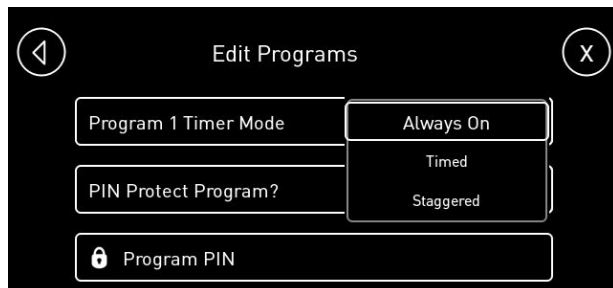 Edit Programs
X
Program 1 Timer Mode
Always On
Timed
PIN Protect Program?
Staggered
Program PIN